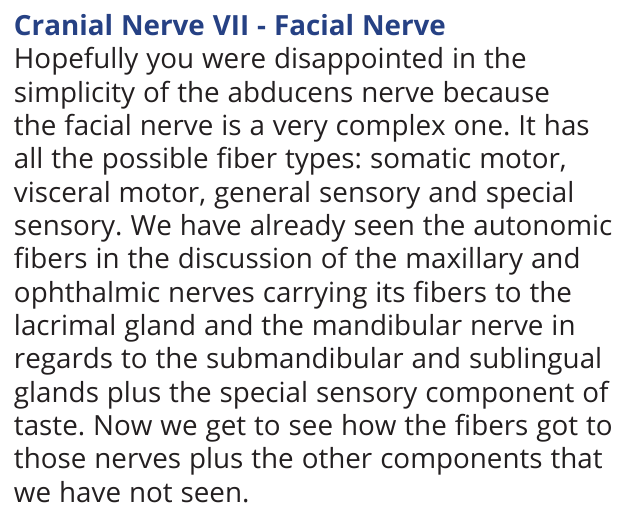 Cranial Nerve VII - Facial Nerve
Hopefully you were disappointed in the
simplicity of the abducens nerve because
the facial nerve is a very complex one. It has
all the possible fiber types: somatic motor,
visceral motor, general sensory and special
sensory. We have already seen the autonomic
fibers in the discussion of the maxillary and
ophthalmic nerves carrying its fibers to the
lacrimal gland and the mandibular nerve in
regards to the submandibular and sublingual
glands plus the special sensory component of
taste. Now we get to see how the fibers got to
those nerves plus the other components that
we have not seen.